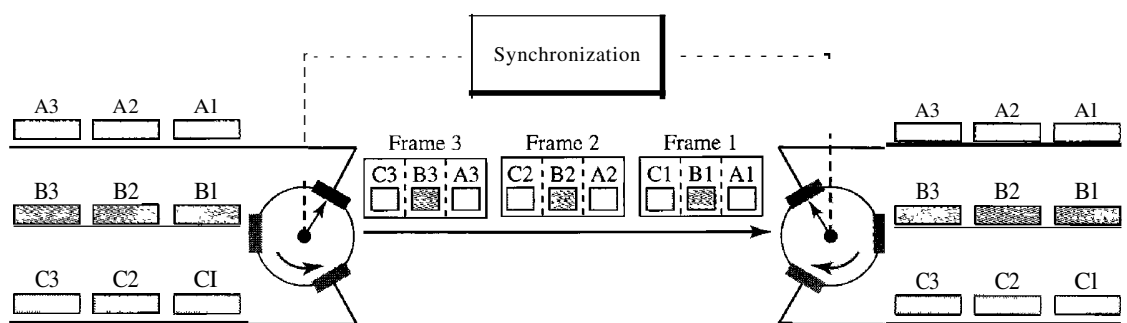 Synchronization
A3 A2 A1
A3 A2 A1
Frame 3 Frame 2 Frame 1
C3 B3 A3 C2 B2 A2 C1 B1 A1
B3 B2 B1
B3 B2 B1
C3 C2 CI
C3 C2 C1